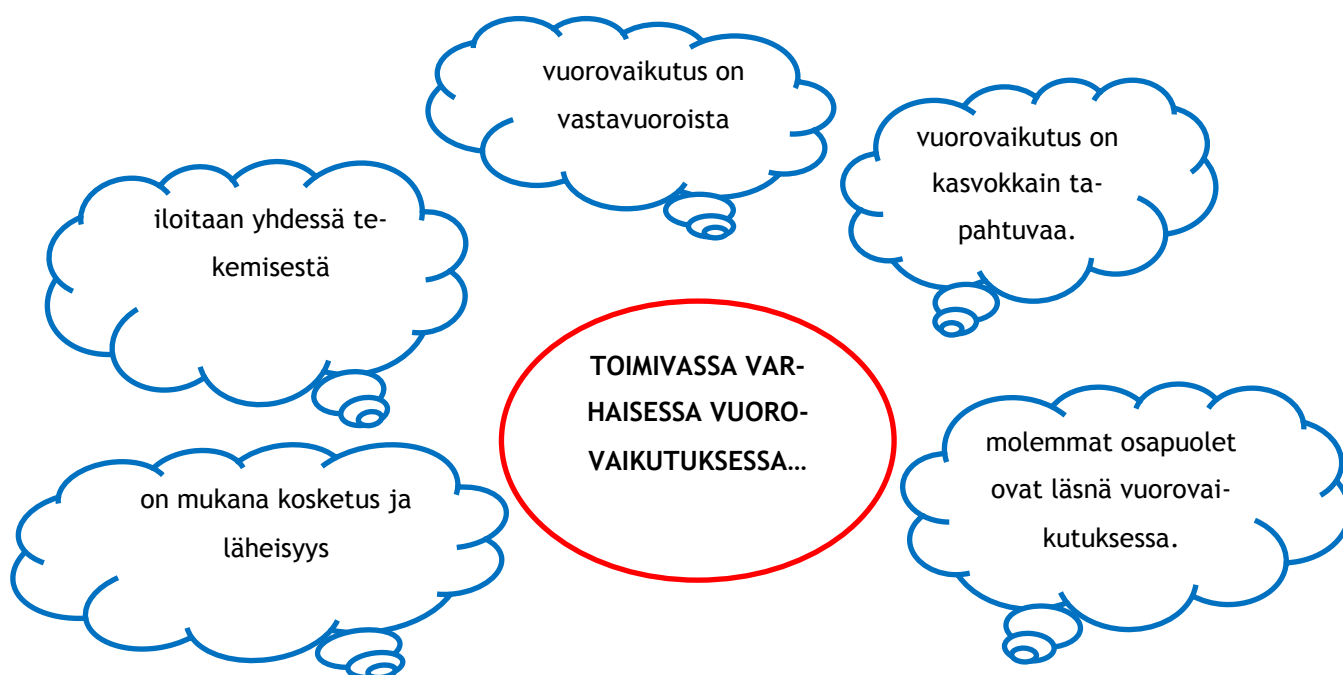 vuorovaikutus on
vastavuoroista
vuorovaikutus on
kasvokkain ta-
pahtuvaa.
iloitaan yhdessä te-
kemisestä
TOIMIVASSA VAR-
HAISESSA VUORO-
VAIKUTUKSESSA…
molemmat osapuolet
ovat läsnä vuorovai-
kutuksessa.
on mukana kosketus ja
läheisyys